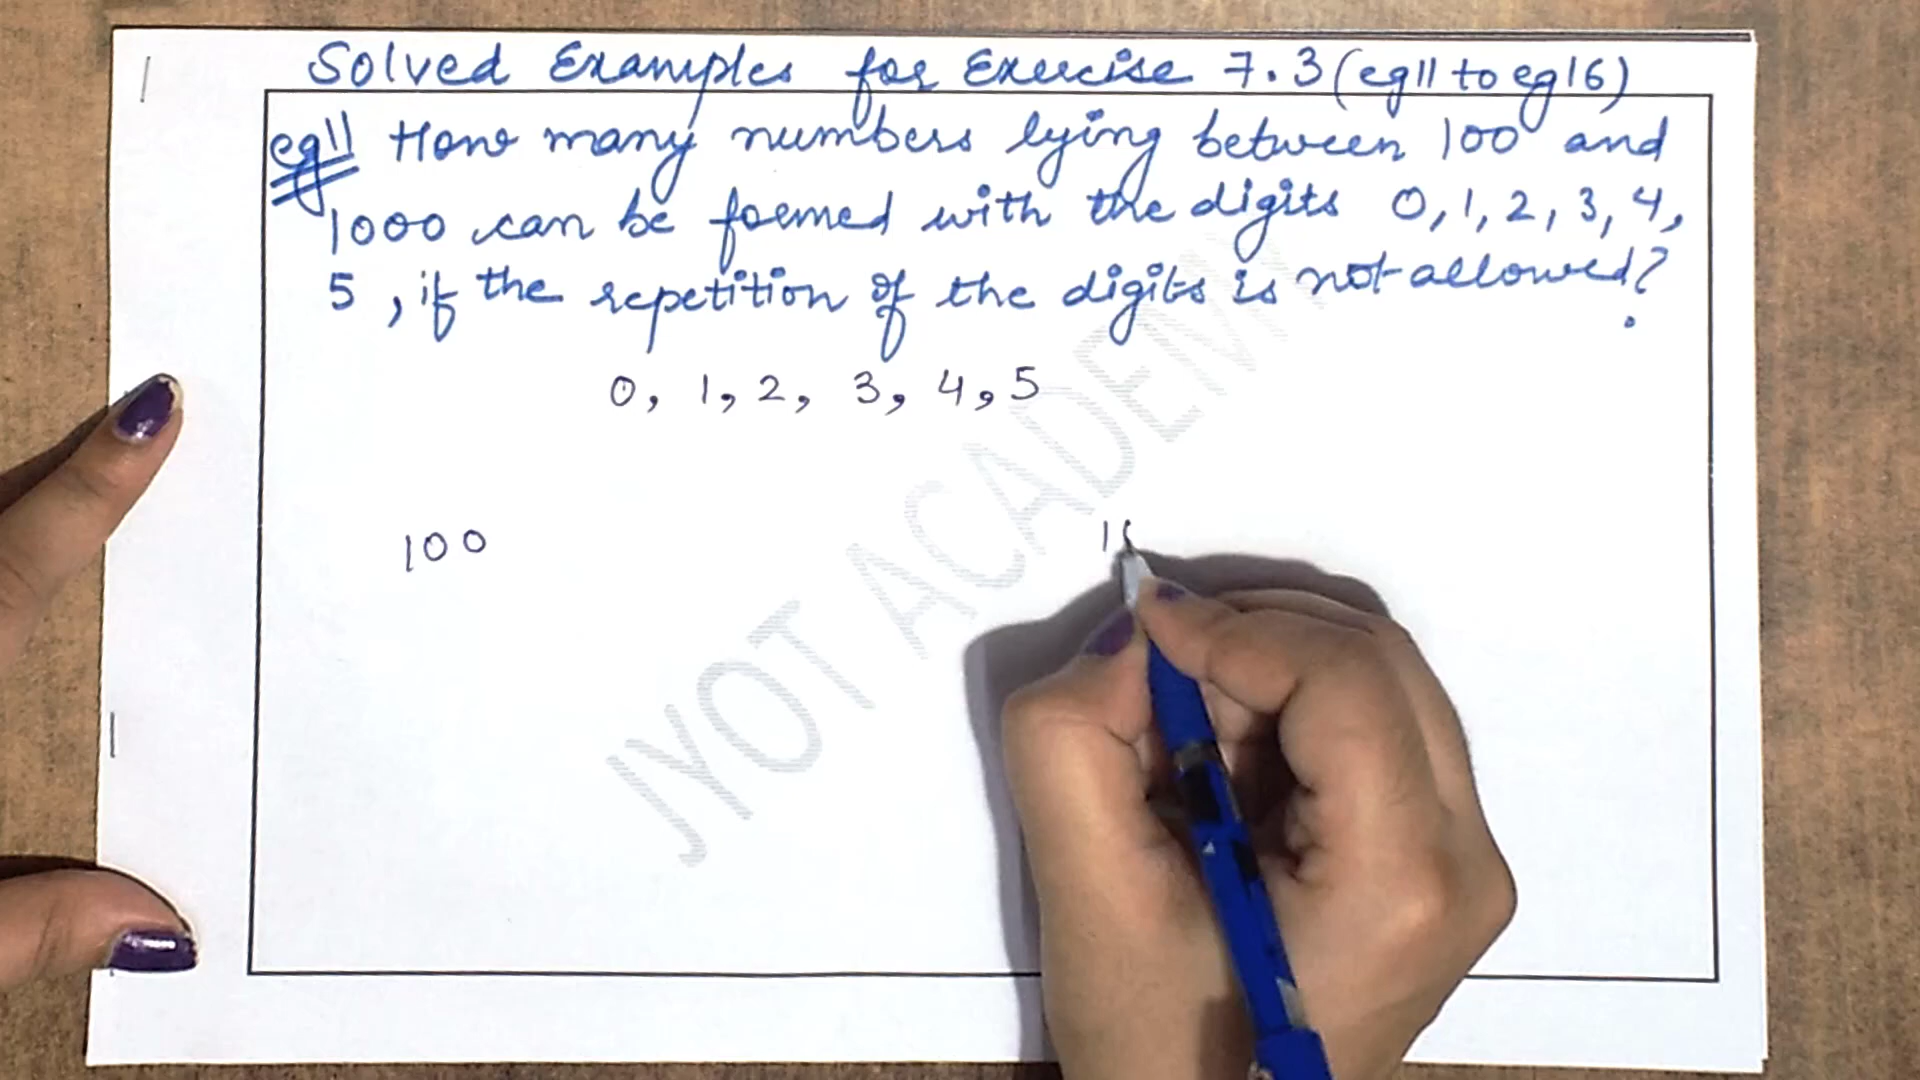 Solved Examples for Exercise 7.3 (eg11 to eg16)
eg11 How many numbers lying between 100 and
1000 can be formed with the digits 0, 1, 2, 3, 4,
5, if the repetition of the digits is not allowed?
0, 1, 2, 3, 4, 5
100 10
JYOT ACADEMY